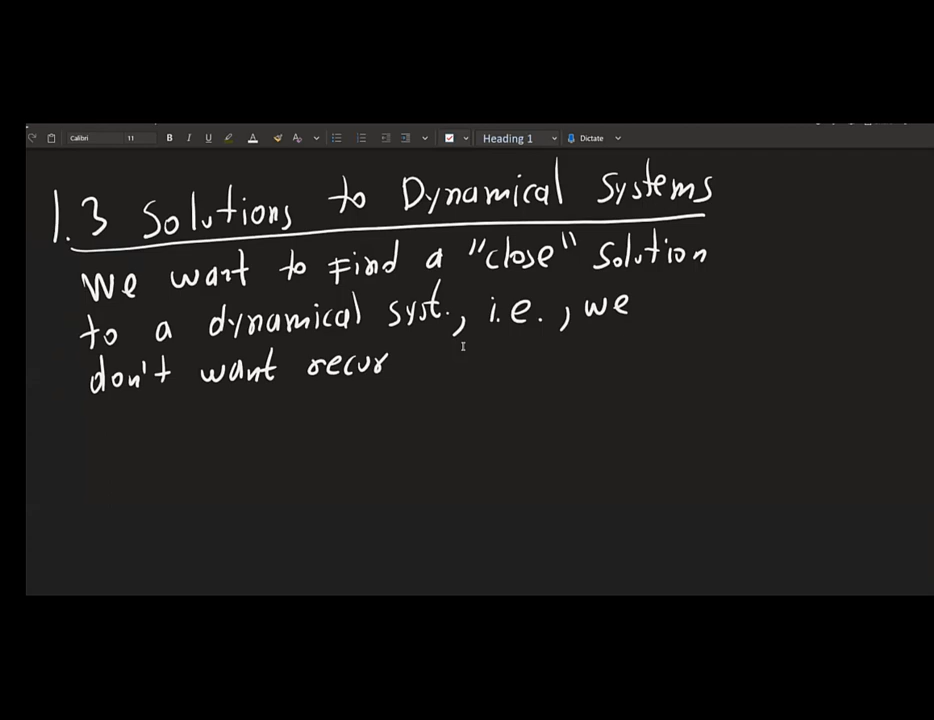 Calibri 11 B I U A Heading 1 Dictate
1.3 Solutions to Dynamical Systems
We want to find a "close" solution
to a dynamical syst., i.e., we
don't want recur